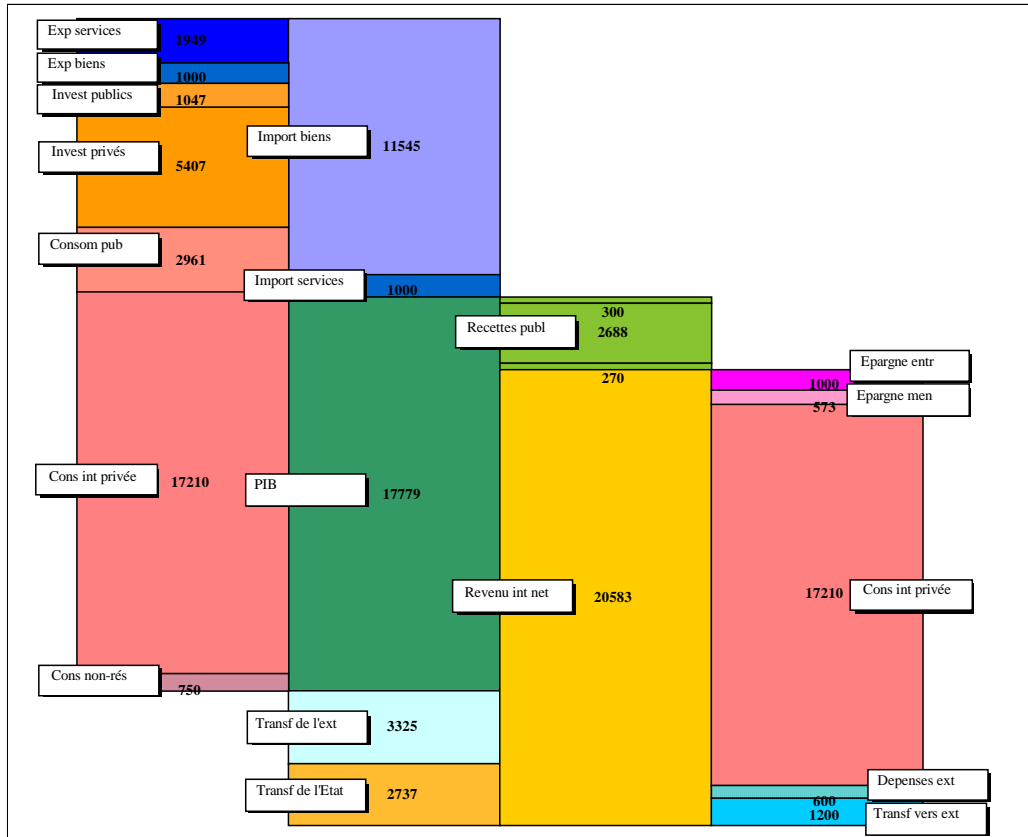 Exp services
1949
Exp biens
1000
Invest publics
1047
Invest privés
5407
Consom pub
2961
Cons int privée
17210
Cons non-rés
750
Import biens
11545
Import services
1000
PIB
17779
Transf de l'ext
3325
Transf de l'Etat
2737
300
Recettes publ
2688
270
Revenu int net
20583
Epargne entr
1000
Epargne men
573
17210
Cons int privée
Depenses ext
600
Transf vers ext
1200